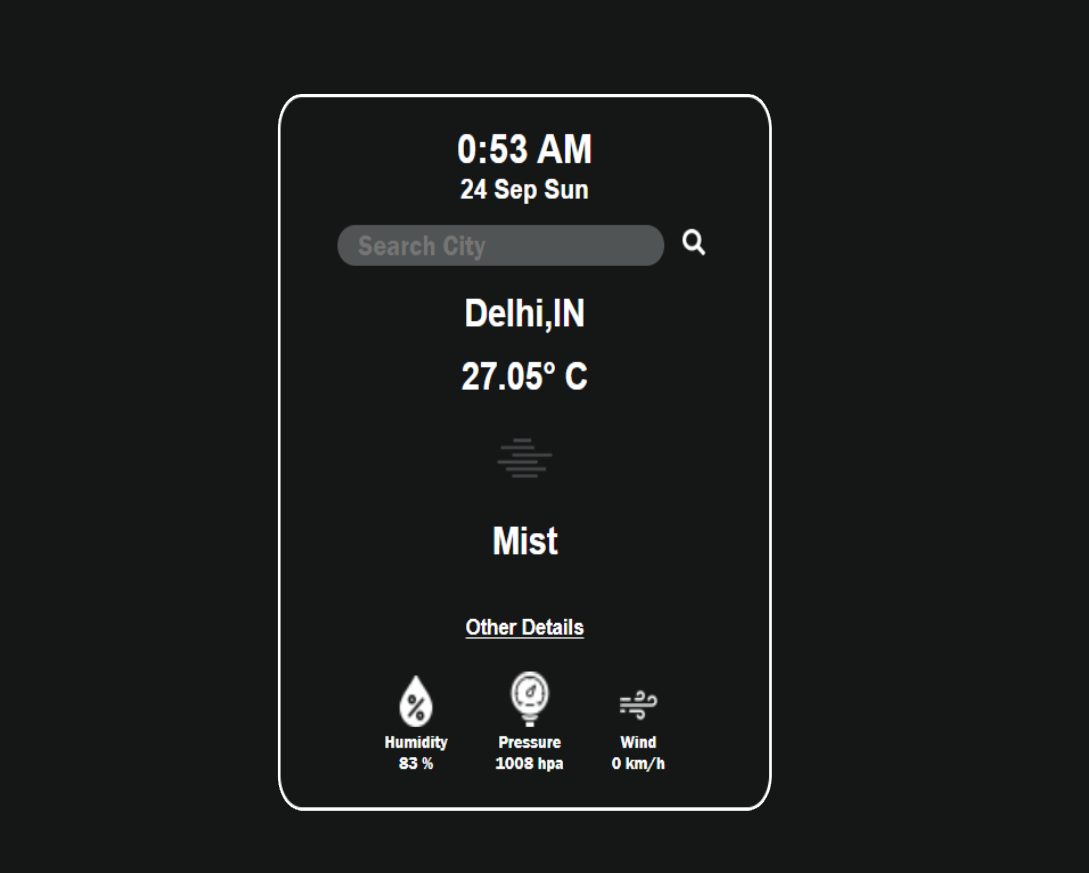 0:53 AM
24 Sep Sun
Search City
Delhi,IN
27.05° C
Mist
Other Details
Humidity Pressure Wind
83 % 1008 hpa 0 km/h